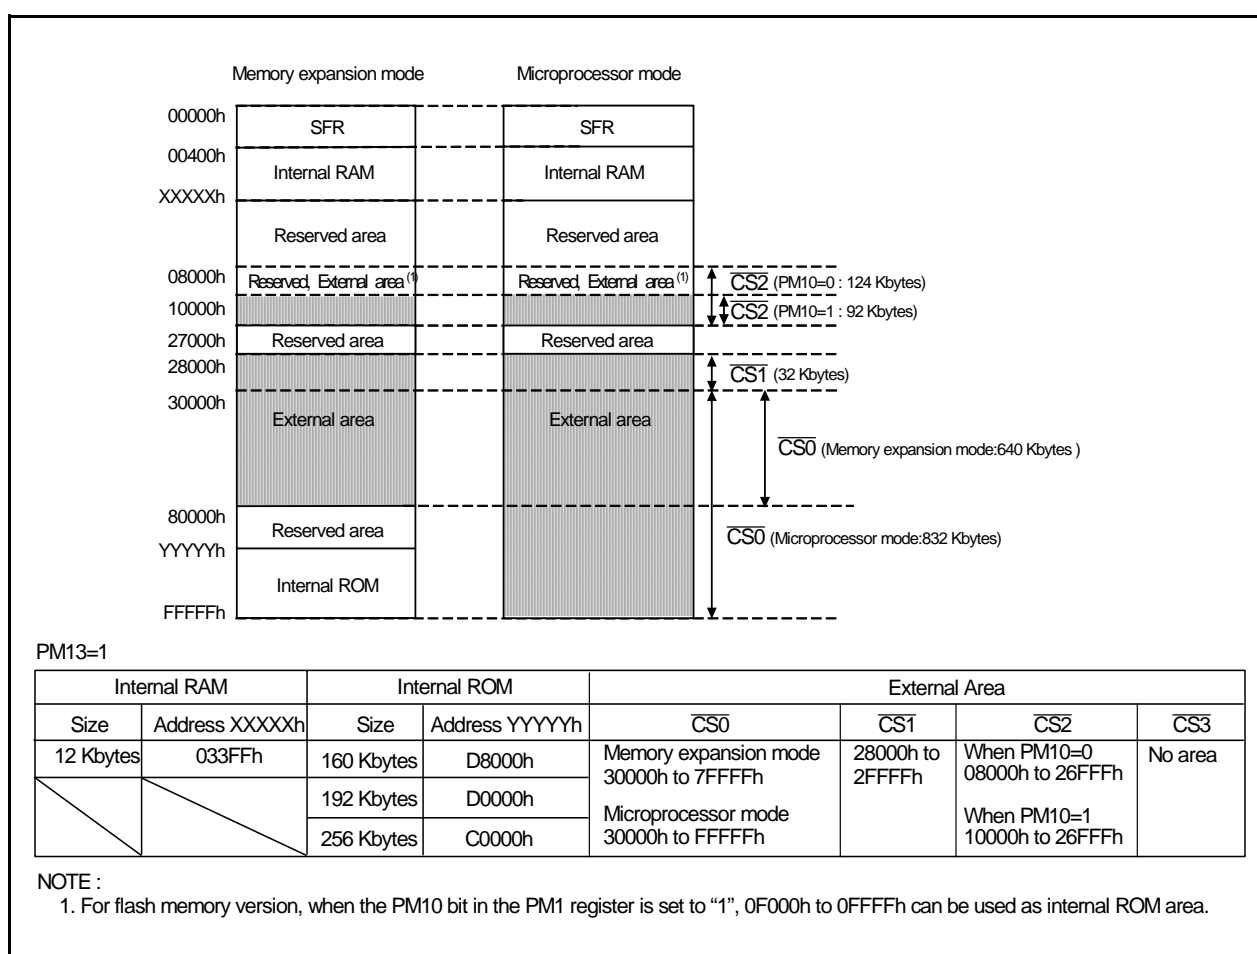 Memory expansion mode Microprocessor mode
00000h SFR SFR
00400h Internal RAM Internal RAM
XXXXXh
Reserved area Reserved area
08000h Reserved, External area (1) Reserved, External area (1) CS2 (PM10=0 : 124 Kbytes)
10000h CS2 (PM10=1 : 92 Kbytes)
27000h Reserved area Reserved area
28000h CS1 (32 Kbytes)
30000h
External area External area
CS0 (Memory expansion mode:640 Kbytes )
80000h Reserved area
CS0 (Microprocessor mode:832 Kbytes)
YYYYYh
Internal ROM
FFFFFh
PM13=1
Internal RAM Internal ROM External Area
Size Address XXXXXh Size Address YYYYYh CS0 CS1 CS2 CS3
12 Kbytes 033FFh 160 Kbytes D8000h Memory expansion mode 28000h to When PM10=0 No area
30000h to 7FFFFh 2FFFFh 08000h to 26FFFh
192 Kbytes D0000h
Microprocessor mode When PM10=1
256 Kbytes C0000h 30000h to FFFFFh 10000h to 26FFFh
NOTE :
1. For flash memory version, when the PM10 bit in the PM1 register is set to “1”, 0F000h to 0FFFFh can be used as internal ROM area.